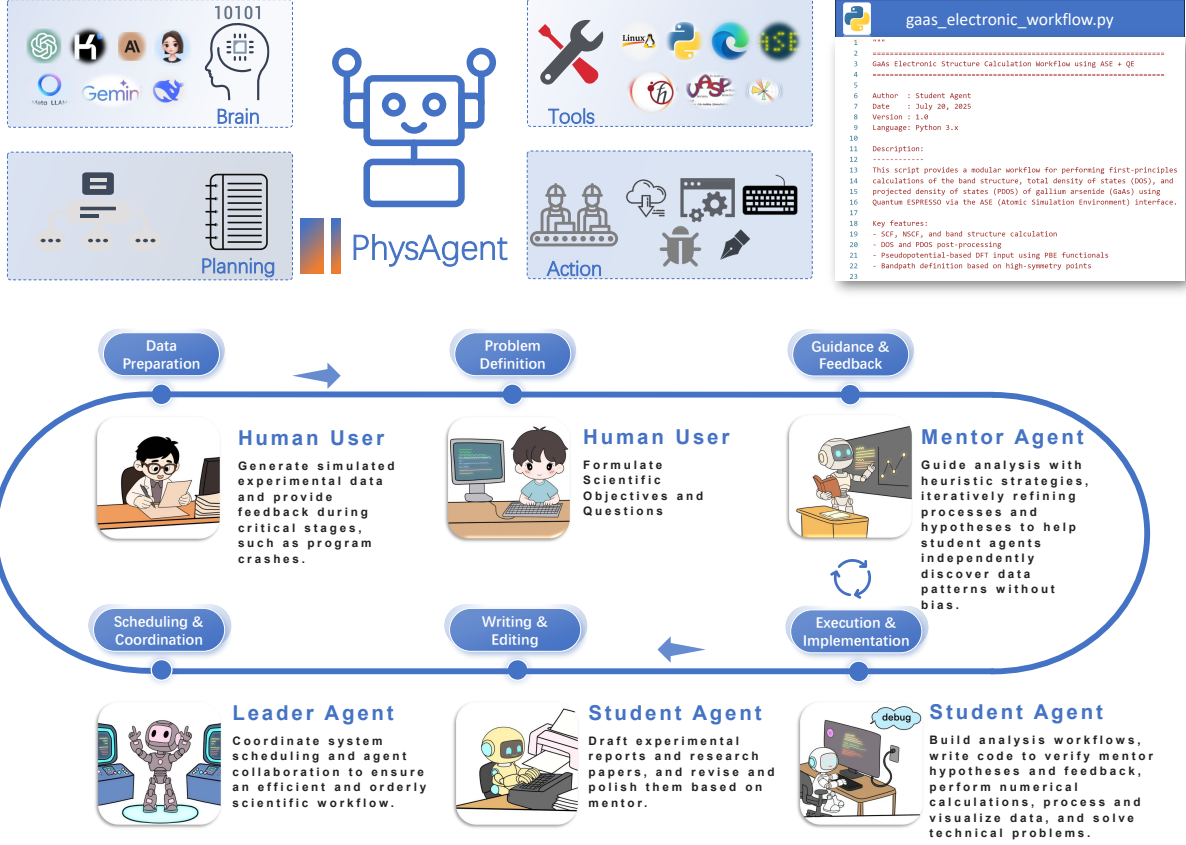 10101
Gemini
Brain
Planning
PhysAgent
Linux
Tools
Action
gaas_electronic_workflow.py
1 """
2 ====================================================================
3 GaAs Electronic Structure Calculation Workflow using ASE + QE
4 ====================================================================
5
6 Author : Student Agent
7 Date : July 20, 2025
8 Version : 1.0
9 Language: Python 3.x
10
11 Description:
12 ------------
13 This script provides a modular workflow for performing first-principles
14 calculations of the band structure, total density of states (DOS), and
15 projected density of states (PDOS) of gallium arsenide (GaAs) using
16 Quantum ESPRESSO via the ASE (Atomic Simulation Environment) interface.
17
18 Key features:
19 - SCF, NSCF, and band structure calculation
20 - DOS and PDOS post-processing
21 - Pseudopotential-based DFT input using PBE functionals
22 - Bandpath definition based on high-symmetry points
23
Data
Preparation
Human User
Generate simulated
experimental data
and provide
feedback during
critical stages,
such as program
crashes.
Problem
Definition
Human User
Formulate
Scientific
Objectives and
Questions
Guidance &
Feedback
Mentor Agent
Guide analysis with
heuristic strategies,
iteratively refining
processes and
hypotheses to help
student agents
independently
discover data
patterns without
bias.
Scheduling &
Coordination
Leader Agent
Coordinate system
scheduling and agent
collaboration to ensure
an efficient and orderly
scientific workflow.
Writing &
Editing
Student Agent
Draft experimental
reports and research
papers, and revise and
polish them based on
mentor.
Execution &
Implementation
debug
Student Agent
Build analysis workflows,
write code to verify mentor
hypotheses and feedback,
perform numerical
calculations, process and
visualize data, and solve
technical problems.